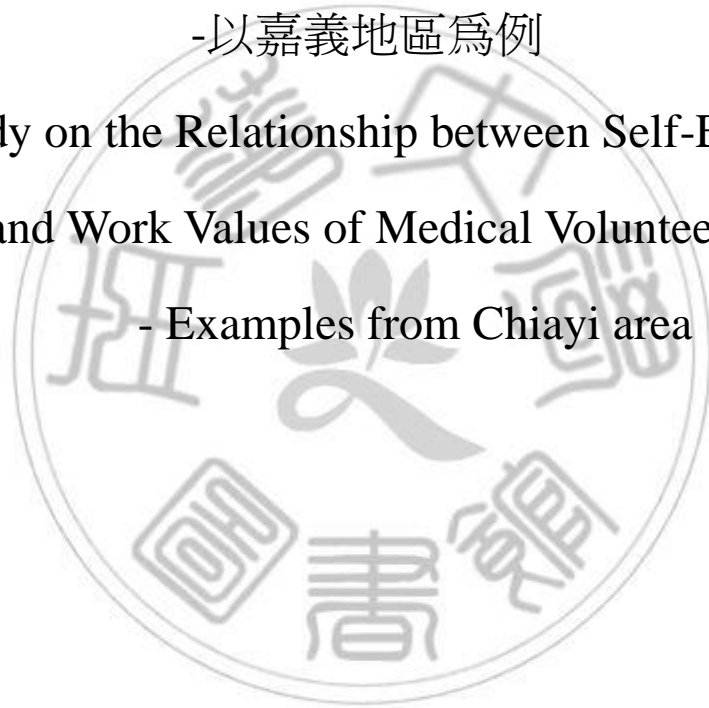 -以嘉義地區爲例
dy on the Relationship between Self-E
and Work Values of Medical Voluntee
- Examples from Chiayi area
書